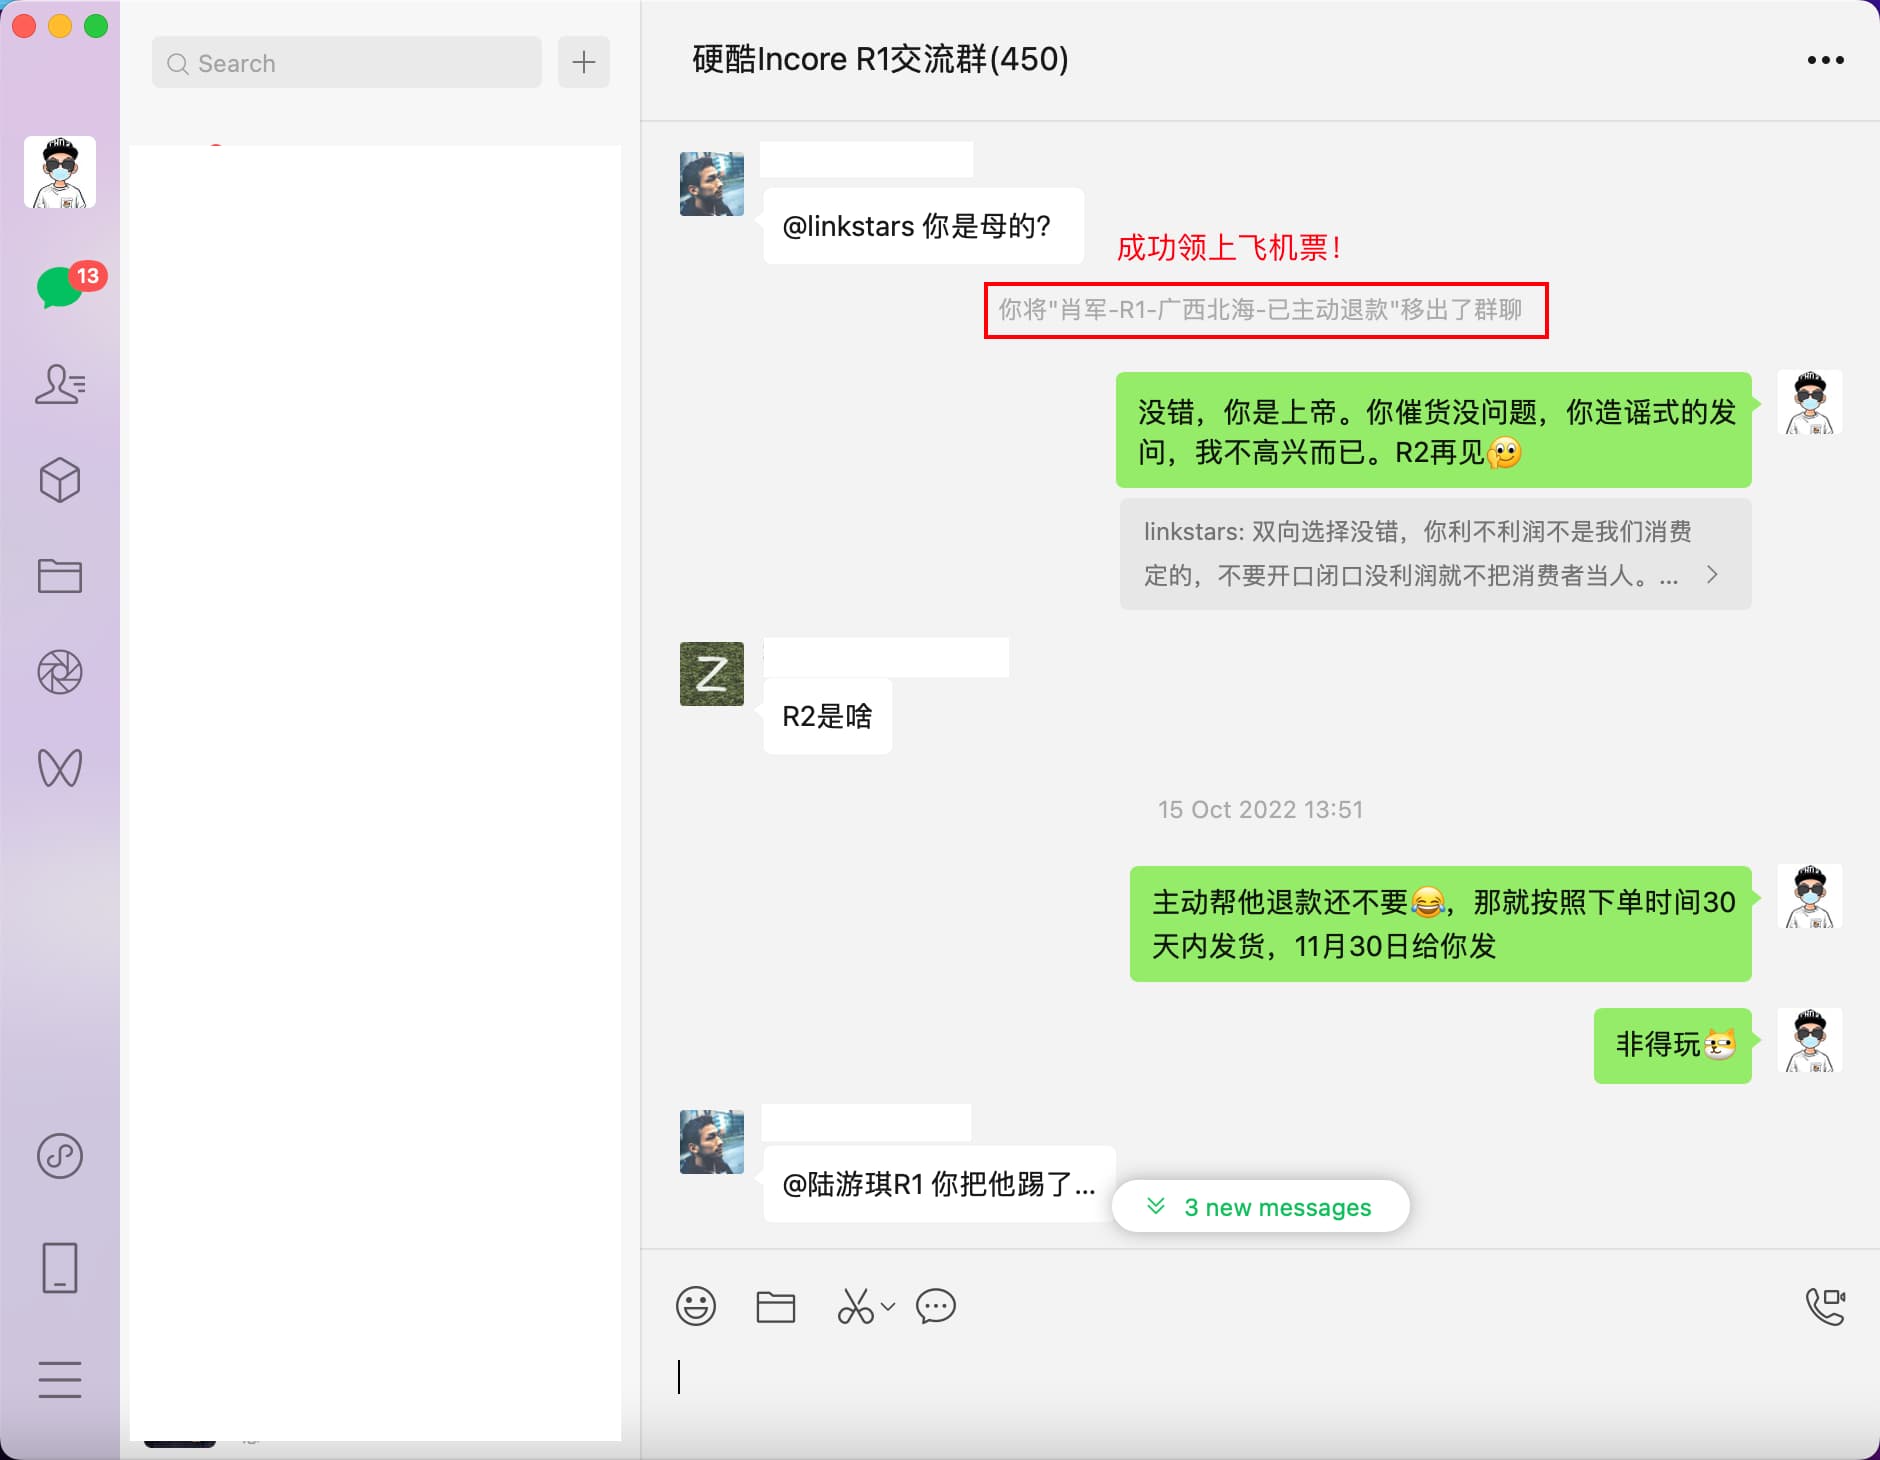 Search
硬酷Incore R1交流群(450)
13
@linkstars 你是母的?
成功领上飞机票！
你将"肖军-R1-广西北海-已主动退款"移出了群聊
没错，你是上帝。你催货没问题，你造谣式的发
问，我不高兴而已。R2再见
linkstars: 双向选择没错，你利不利润不是我们消费
定的，不要开口闭口没利润就不把消费者当人。...
Z
R2是啥
15 Oct 2022 13:51
主动帮他退款还不要😂，那就按照下单时间30
天内发货，11月30日给你发
非得玩
@陆游琪R1 你把他踢了...
3 new messages